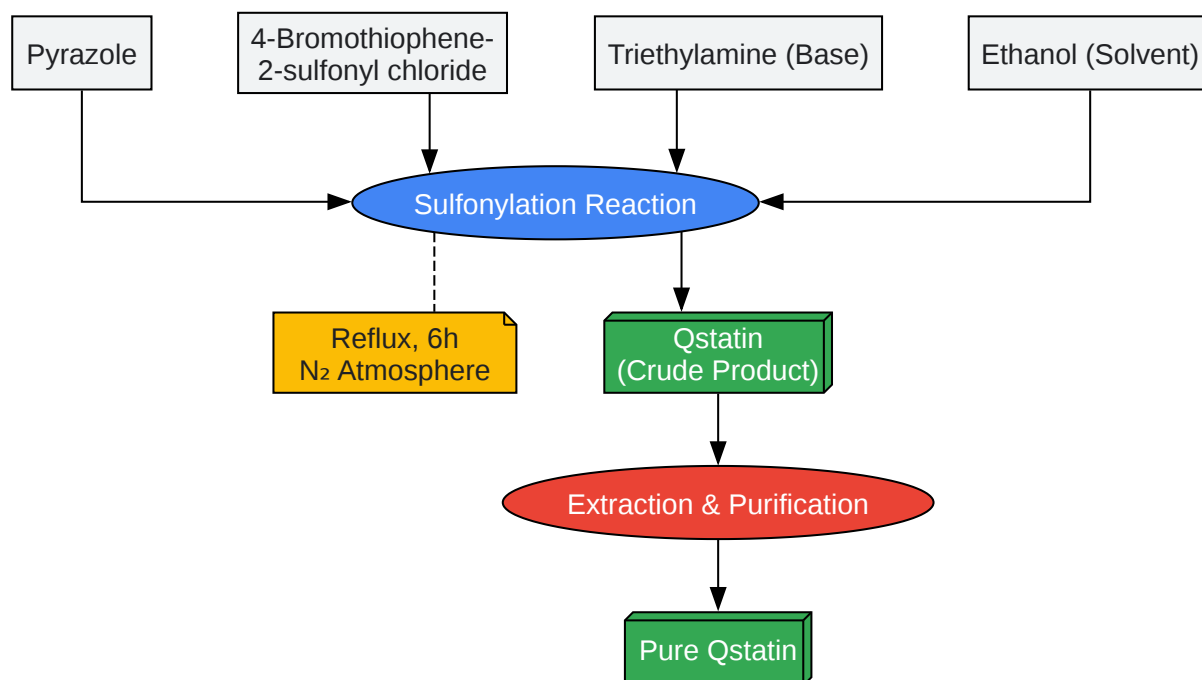 Pyrazole
4-Bromothiophene-
2-sulfonyl chloride
Triethylamine (Base)
Ethanol (Solvent)
Sulfonylation Reaction
Reflux, 6h
N₂ Atmosphere
Qstatin
(Crude Product)
Extraction & Purification
Pure Qstatin